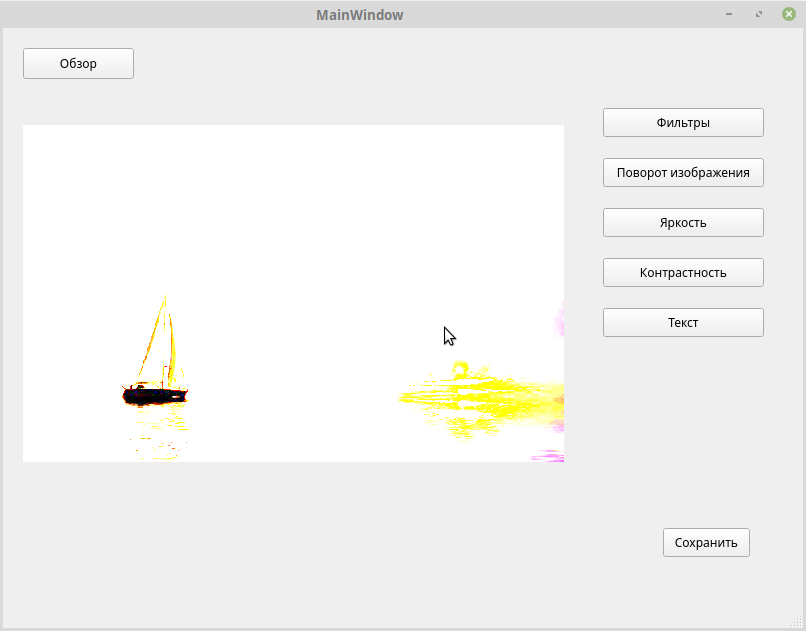 MainWindow
Обзор
Фильтры
Поворот изображения
Яркость
Контрастность
Текст
Сохранить